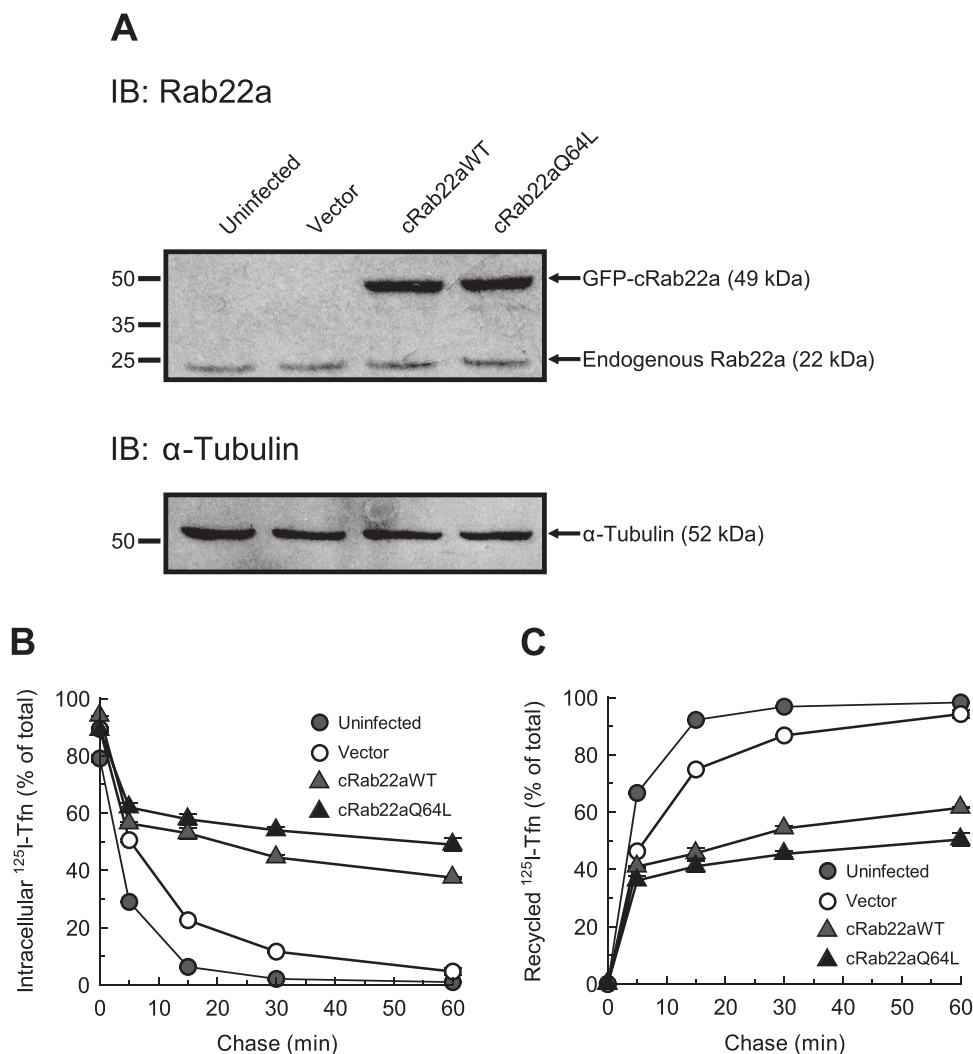 A
IB: Rab22a
Uninfected
Vector
cRab22aWT
cRab22aQ64L
50
35
25
GFP-cRab22a (49 kDa)
Endogenous Rab22a (22 kDa)
IB: α-Tubulin
50
α-Tubulin (52 kDa)
B
Intracellular ¹²⁵I-Tfn (% of total)
100
80
60
40
20
0
0 10 20 30 40 50 60
Chase (min)
Uninfected
Vector
cRab22aWT
cRab22aQ64L
C
Recycled ¹²⁵I-Tfn (% of total)
100
80
60
40
20
0
0 10 20 30 40 50 60
Chase (min)
Uninfected
Vector
cRab22aWT
cRab22aQ64L